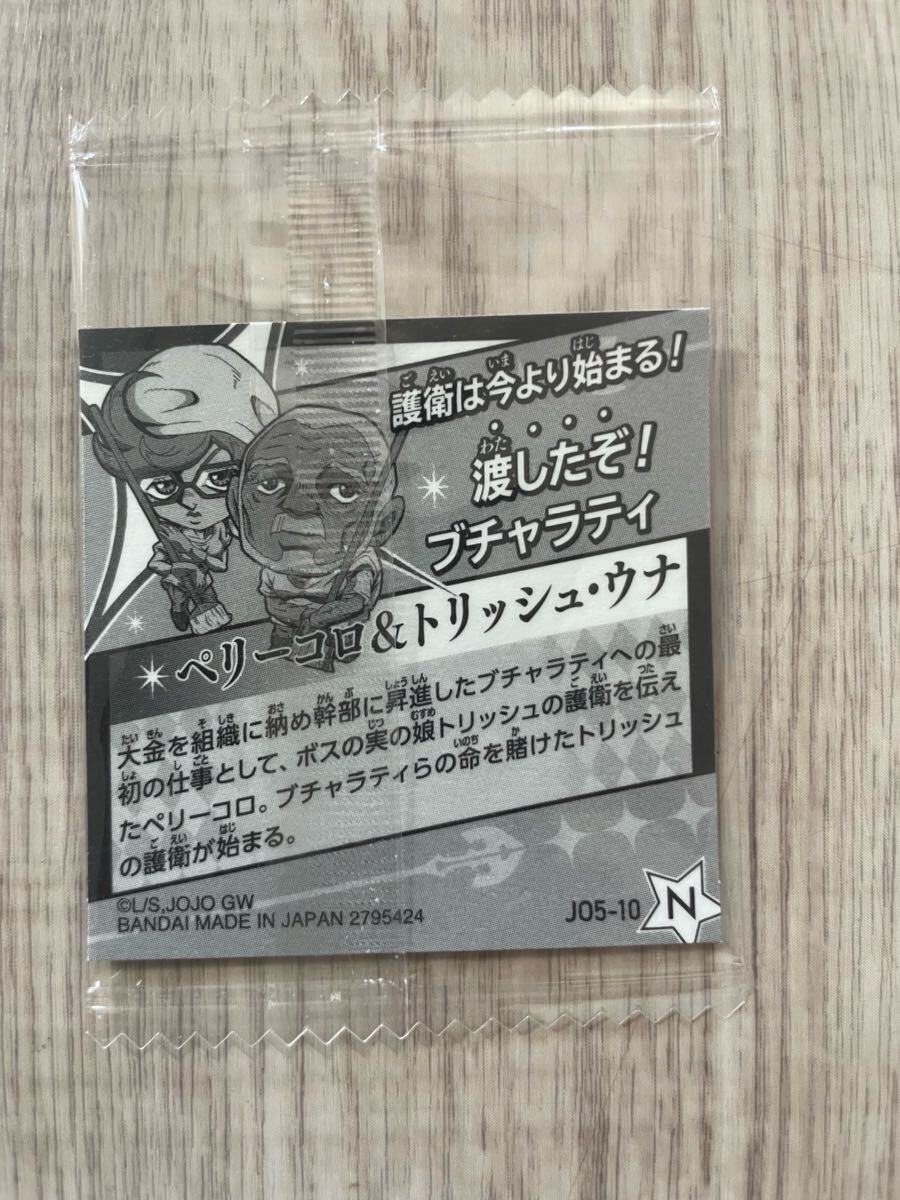 護衛は今より始まる!
渡したぞ!
ブチャラティ
ペリーコロ&トリッシュ・ウナ
大金を組織に納め幹部に昇進したブチャラティへの最
初の仕事として、ボスの実の娘トリッシュの護衛を伝え
たペリーコロ。ブチャラティらの命を賭けたトリッシュ
の護衛が始まる。
©L/S,JOJO GW
BANDAI MADE IN JAPAN 2795424
JO5-10 N